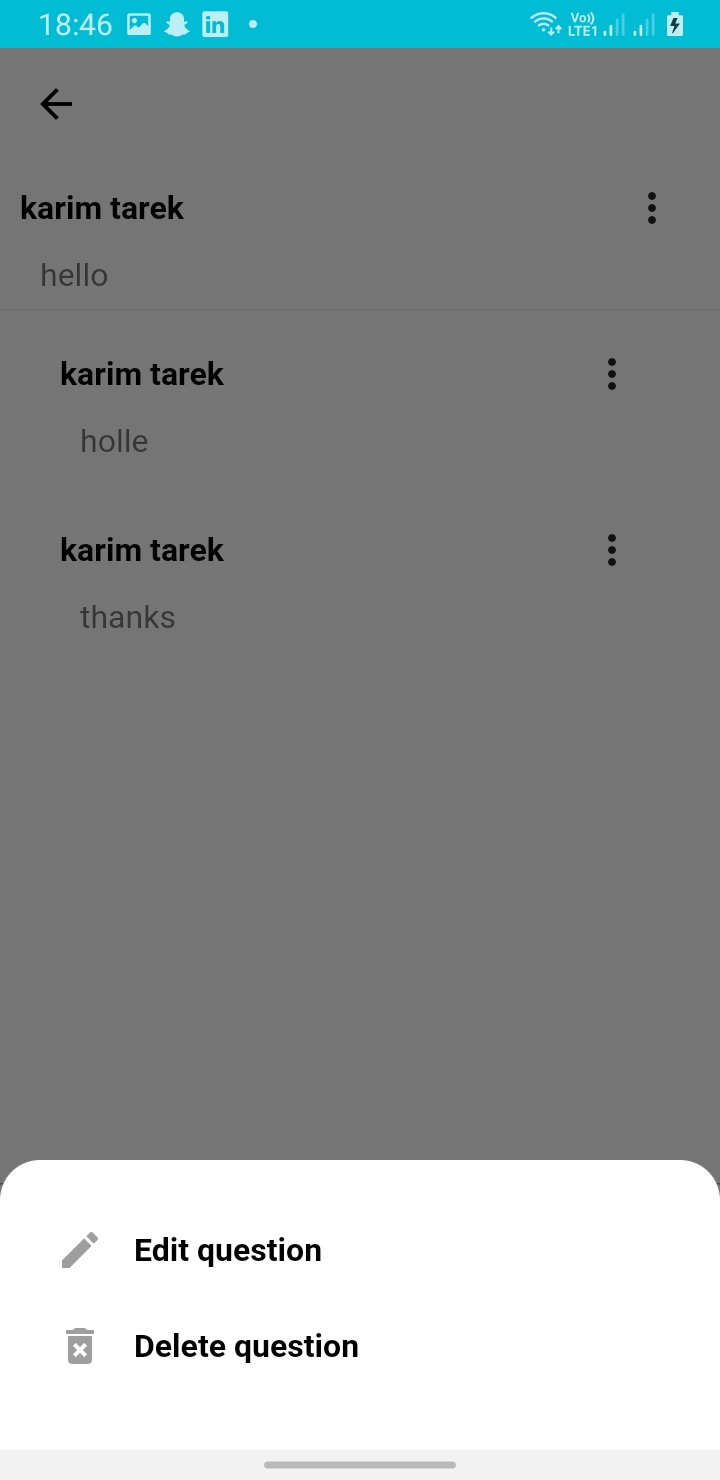 18:46
Vo))
LTE1
karim tarek
hello
karim tarek
holle
karim tarek
thanks
Edit question
Delete question